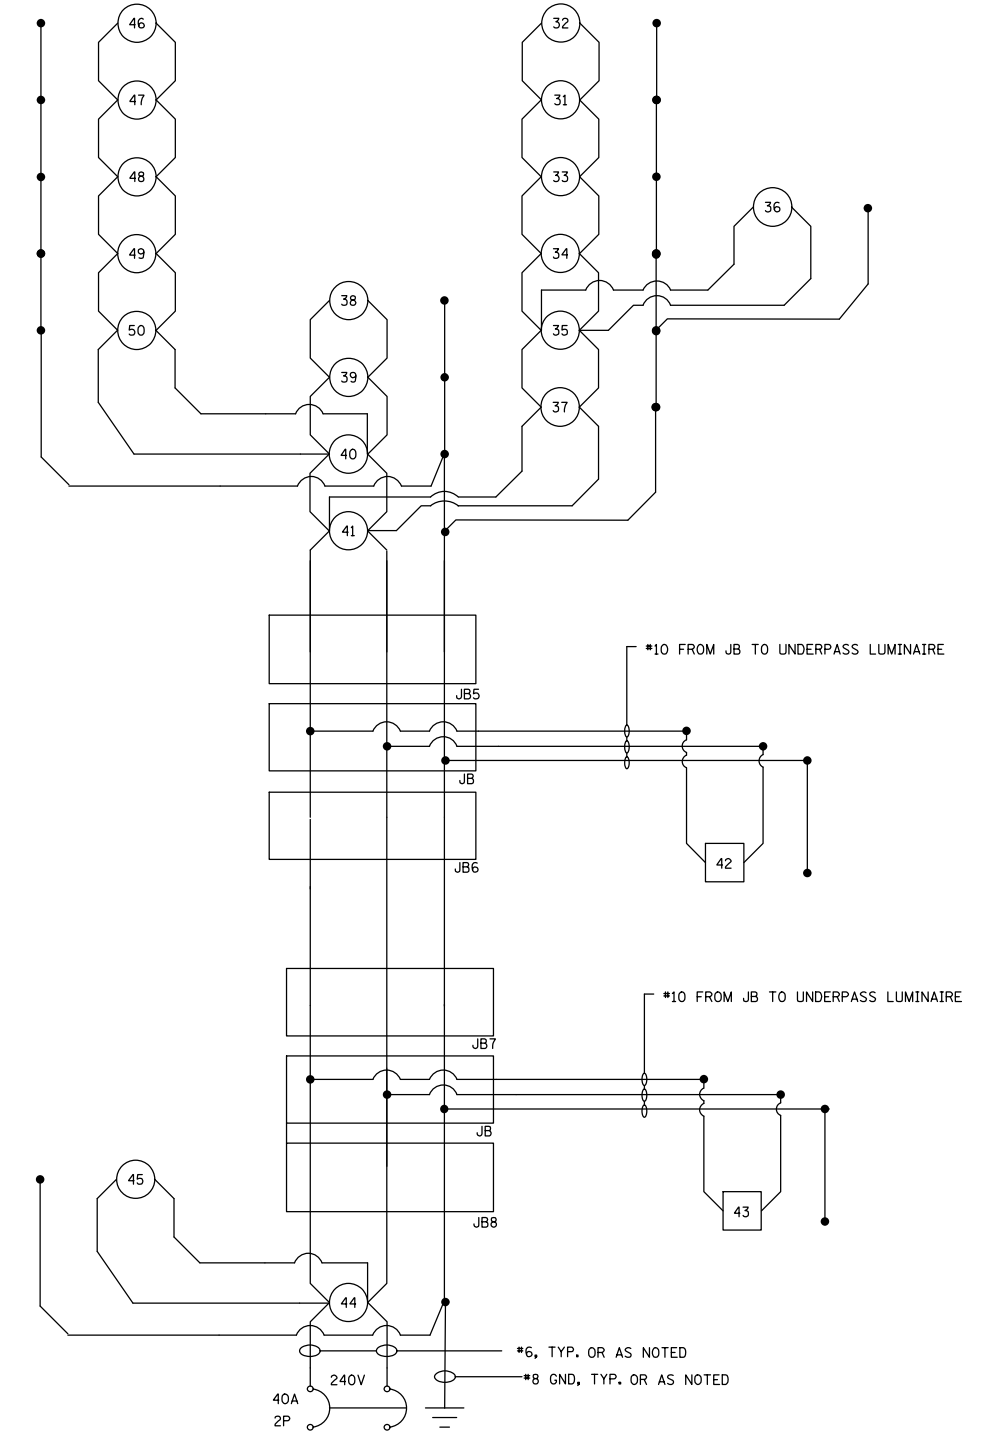 46
32
47
31
48
33
36
49
34
38
50
35
39
37
40
41
#10 FROM JB TO UNDERPASS LUMINAIRE
JB5
JB
42
JB6
#10 FROM JB TO UNDERPASS LUMINAIRE
JB7
JB
45
43
JB8
44
#6, TYP. OR AS NOTED
240V
#8 GND, TYP. OR AS NOTED
40A
2P